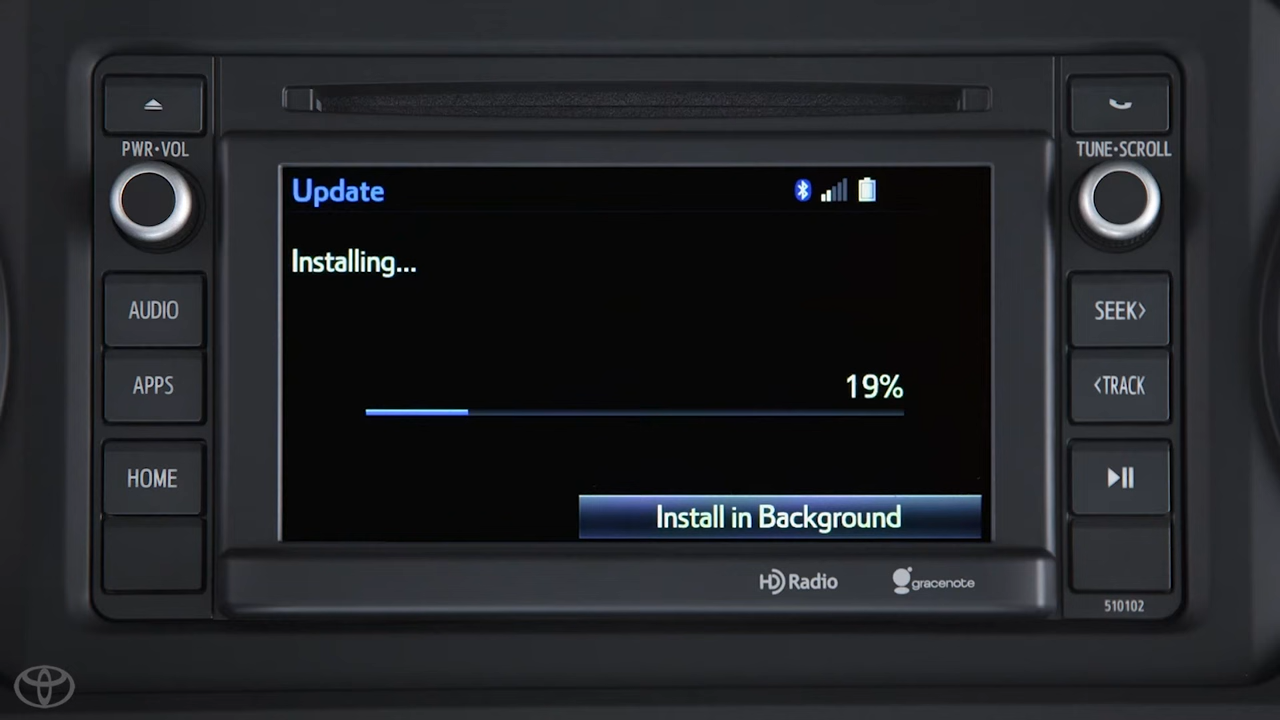 PWR•VOL
TUNE•SCROLL
Update
Installing...
AUDIO
SEEK>
APPS
<TRACK
19%
HOME
Install in Background
HD Radio
gracenote
510102